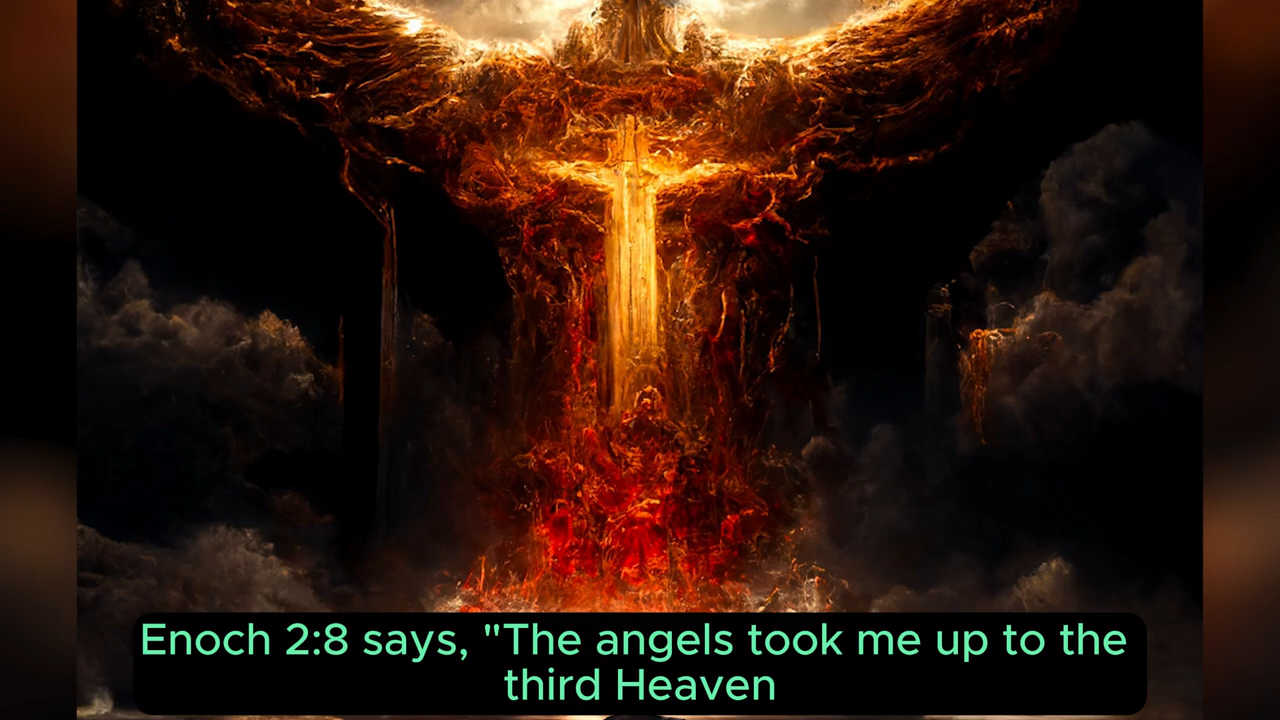 Enoch 2:8 says, "The angels took me up to the
third Heaven